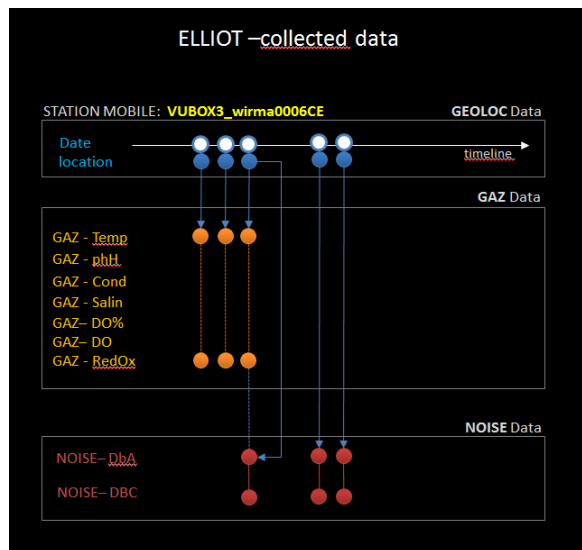 ELLIOT –collected data
STATION MOBILE: VUBOX3_wirma0006CE
GEOLOC Data
Date
location
timeline
GAZ Data
GAZ - Temp
GAZ - phH
GAZ - Cond
GAZ - Salin
GAZ– DO%
GAZ– DO
GAZ - RedOx
NOISE Data
NOISE– DbA
NOISE– DBC